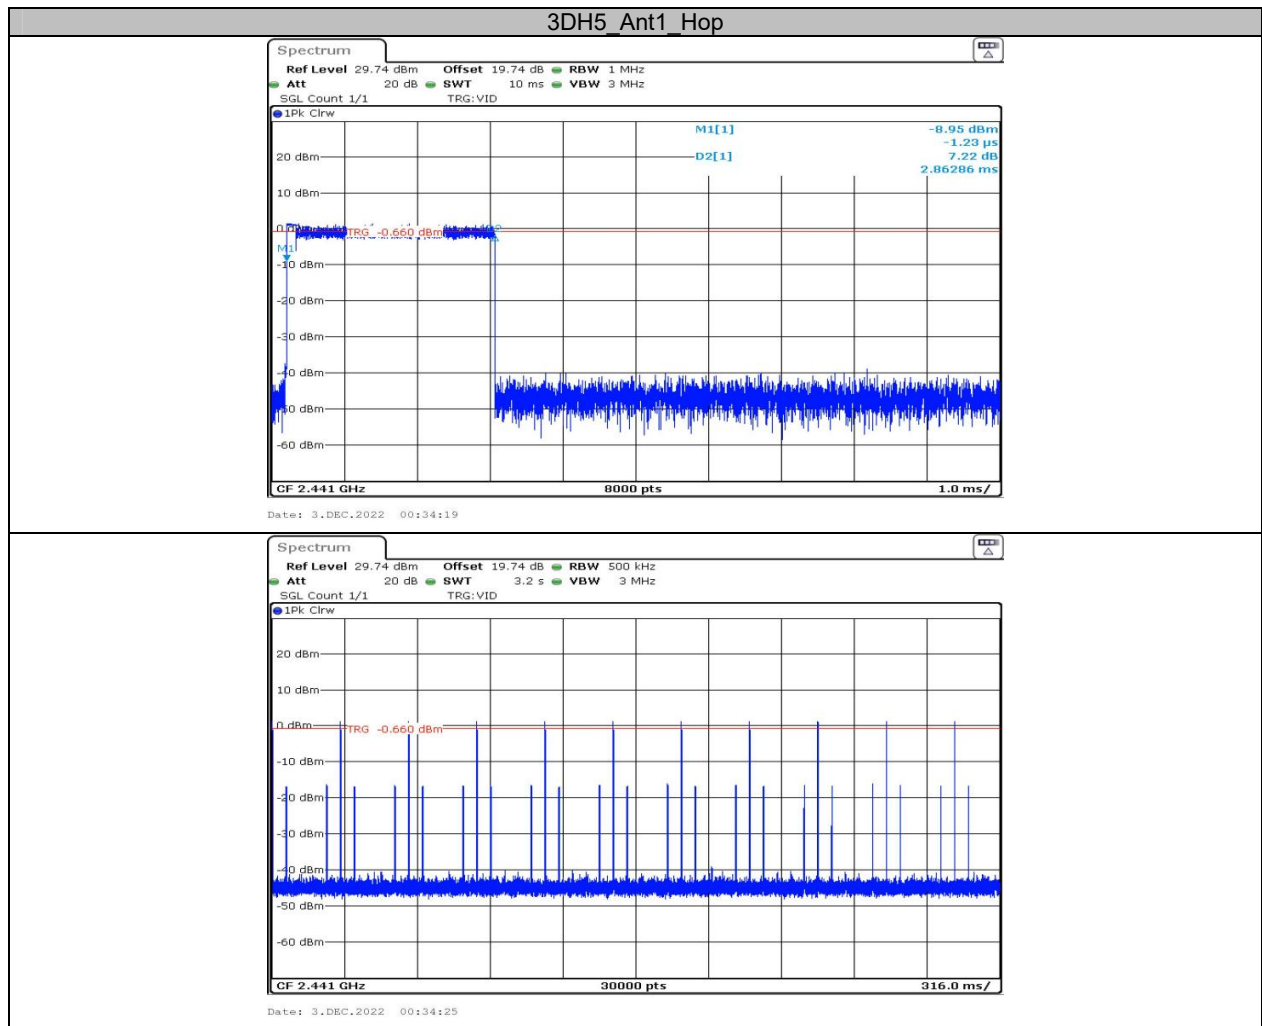 3DH5_Ant1_Hop
Spectrum
Ref Level 29.74 dBm Offset 19.74 dB RBW 1 MHz
Att 20 dB SWT 10 ms VBW 3 MHz
SGL Count 1/1 TRG:VID
1Pk Clrw
M1[1] -8.95 dBm
-1.23 µs
20 dBm D2[1] 7.22 dB
2.86286 ms
10 dBm
TRG -0.660 dBm
M1
-10 dBm
-20 dBm
-30 dBm
-40 dBm
-50 dBm
-60 dBm
CF 2.441 GHz 8000 pts 1.0 ms/
Date: 3.DEC.2022 00:34:19
Spectrum
Ref Level 29.74 dBm Offset 19.74 dB RBW 500 kHz
Att 20 dB SWT 3.2 s VBW 3 MHz
SGL Count 1/1 TRG:VID
1Pk Clrw
20 dBm
10 dBm
0 dBm
TRG -0.660 dBm
-10 dBm
-20 dBm
-30 dBm
-40 dBm
-50 dBm
-60 dBm
CF 2.441 GHz 30000 pts 316.0 ms/
Date: 3.DEC.2022 00:34:25